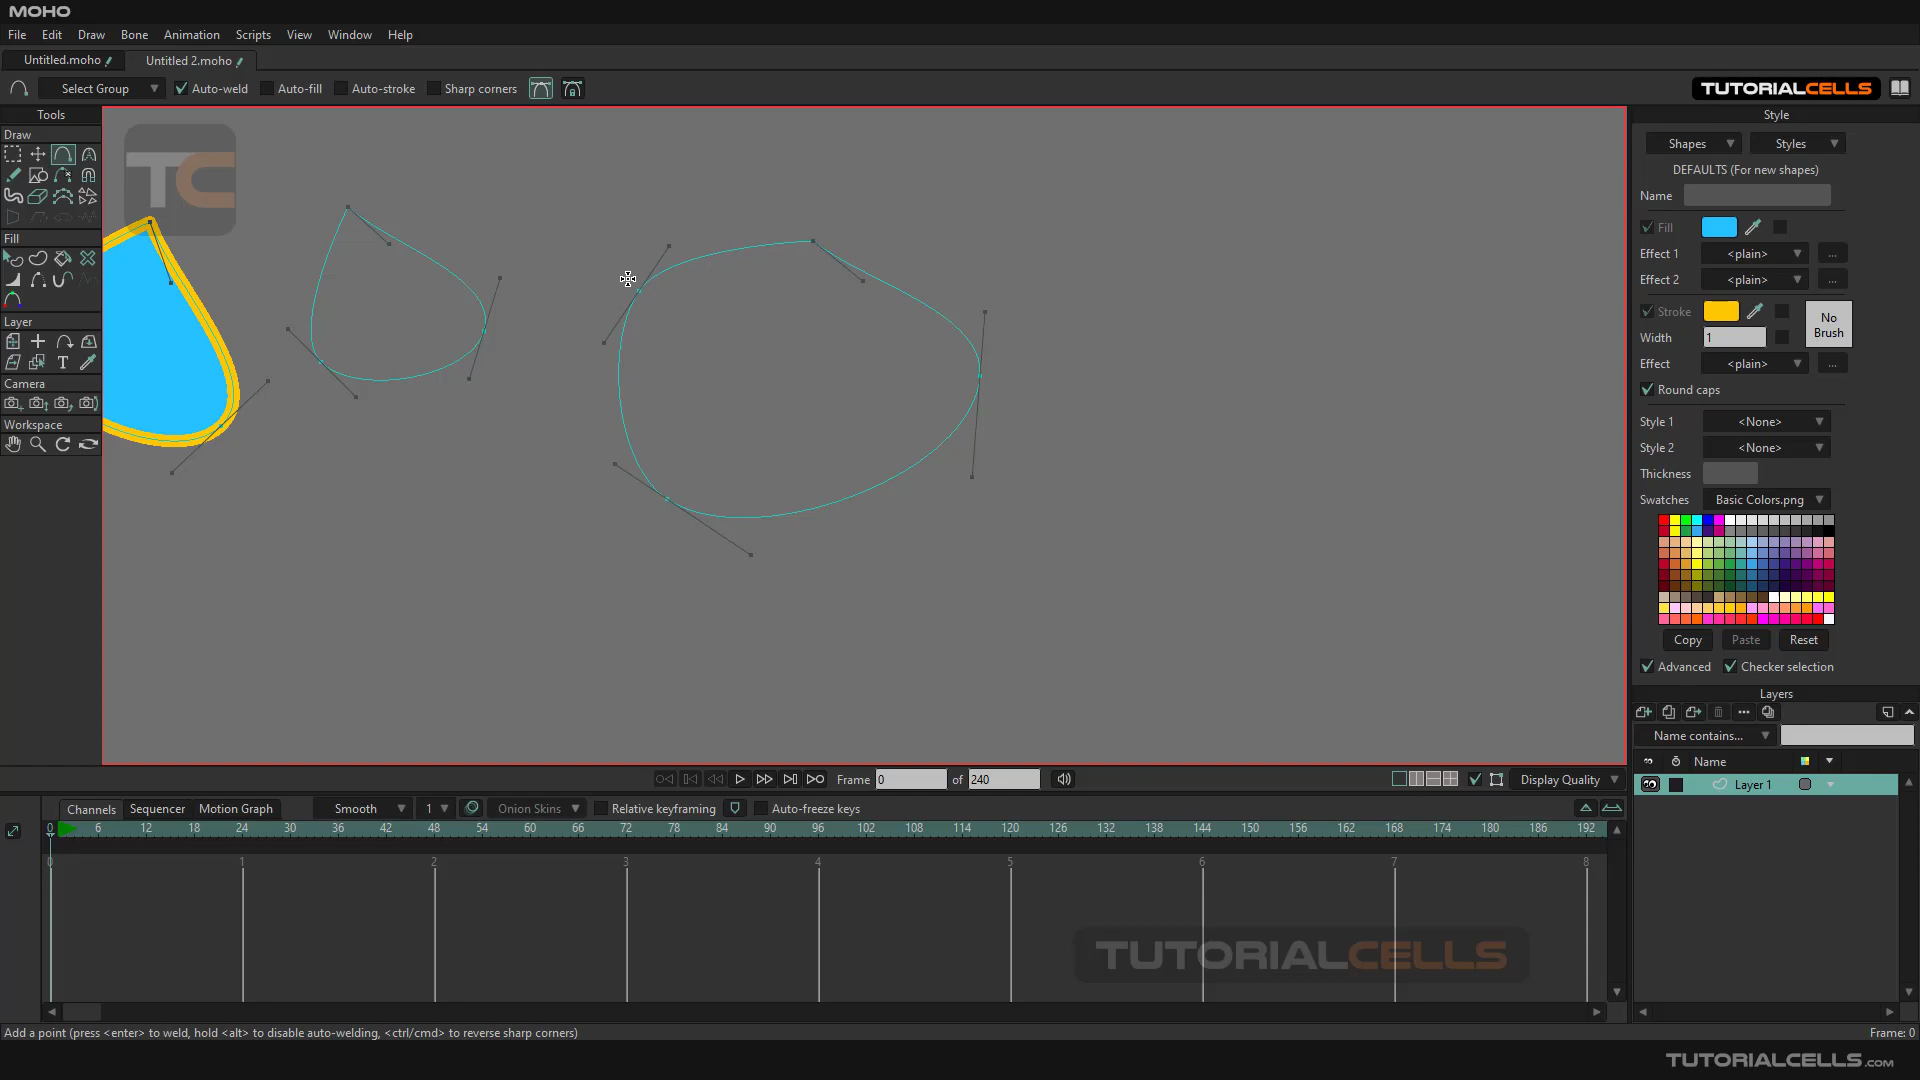 MOHO
File Edit Draw Bone Animation Scripts View Window Help
Untitled.moho Untitled 2.moho
Select Group Auto-weld Auto-fill Auto-stroke Sharp corners TUTORIALCELLS
Tools Style
Draw
TC
Shapes Styles
DEFAULTS (For new shapes)
Name
Fill
Effect 1 <plain> ...
Effect 2 <plain> ...
Stroke
No Brush
Width 1
Effect <plain> ...
Round caps
Style 1 <None>
Style 2 <None>
Thickness
Swatches Basic Colors.png
Copy Paste Reset
Advanced Checker selection
Fill
Layer
T
Camera
Workspace
Layers
Name contains...
Name
Layer 1
Frame 0 of 240 Display Quality
Channels Sequencer Motion Graph Smooth 1 Onion Skins Relative keyframing Auto-freeze keys
0 6 12 18 24 30 36 42 48 54 60 66 72 78 84 90 96 102 108 114 120 126 132 138 144 150 156 162 168 174 180 186 192
0 1 2 3 4 5 6 7 8
TUTORIALCELLS
Add a point (press <enter> to weld, hold <alt> to disable auto-welding, <ctrl/cmd> to reverse sharp corners) Frame: 0
TUTORIALCELLS.COM